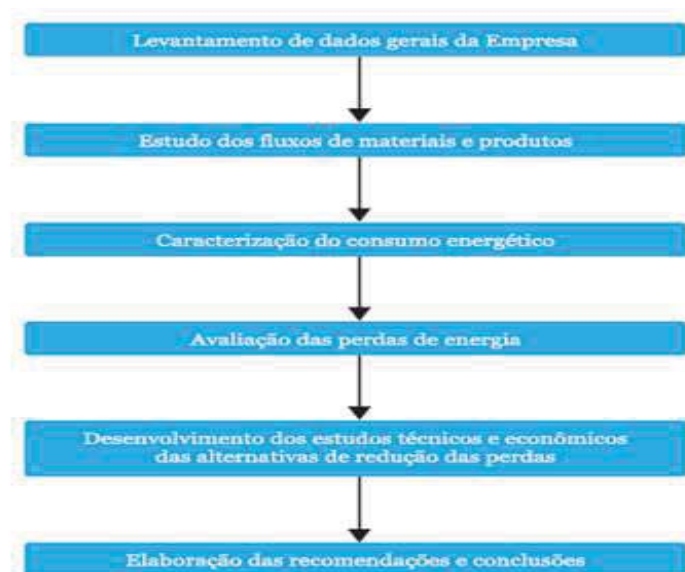 Levantamento de dados gerais da Empresa
Estudo dos fluxos de materiais e produtos
Caracterização do consumo energético
Avaliação das perdas de energia
Desenvolvimento dos estudos técnicos e econômicos
das alternativas de redução das perdas
Elaboração das recomendações e conclusões